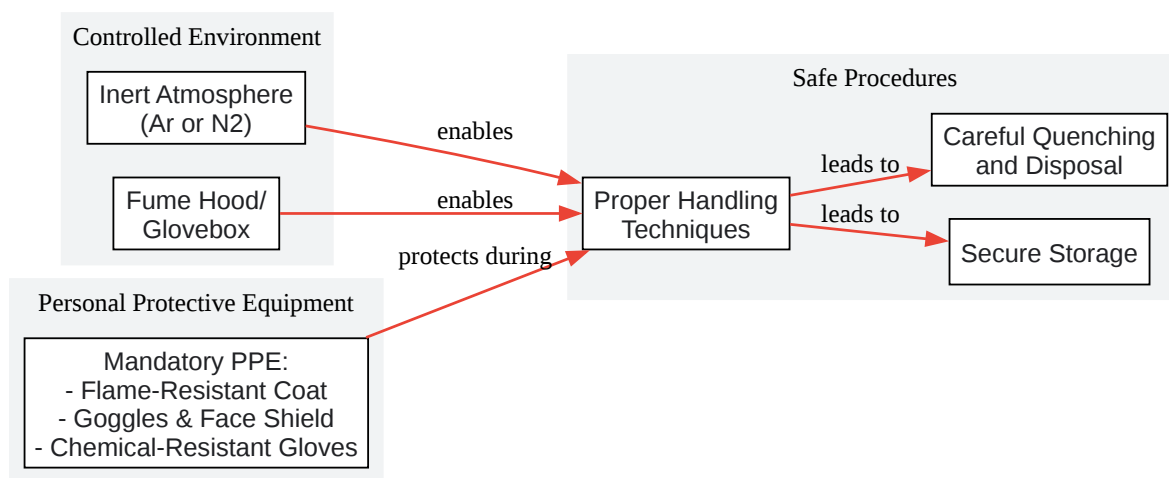 Controlled Environment
Inert Atmosphere
(Ar or N2)
Fume Hood/
Glovebox
Personal Protective Equipment
Mandatory PPE:
- Flame-Resistant Coat
- Goggles & Face Shield
- Chemical-Resistant Gloves
enables
enables
protects during
Safe Procedures
Proper Handling
Techniques
leads to
leads to
Careful Quenching
and Disposal
Secure Storage